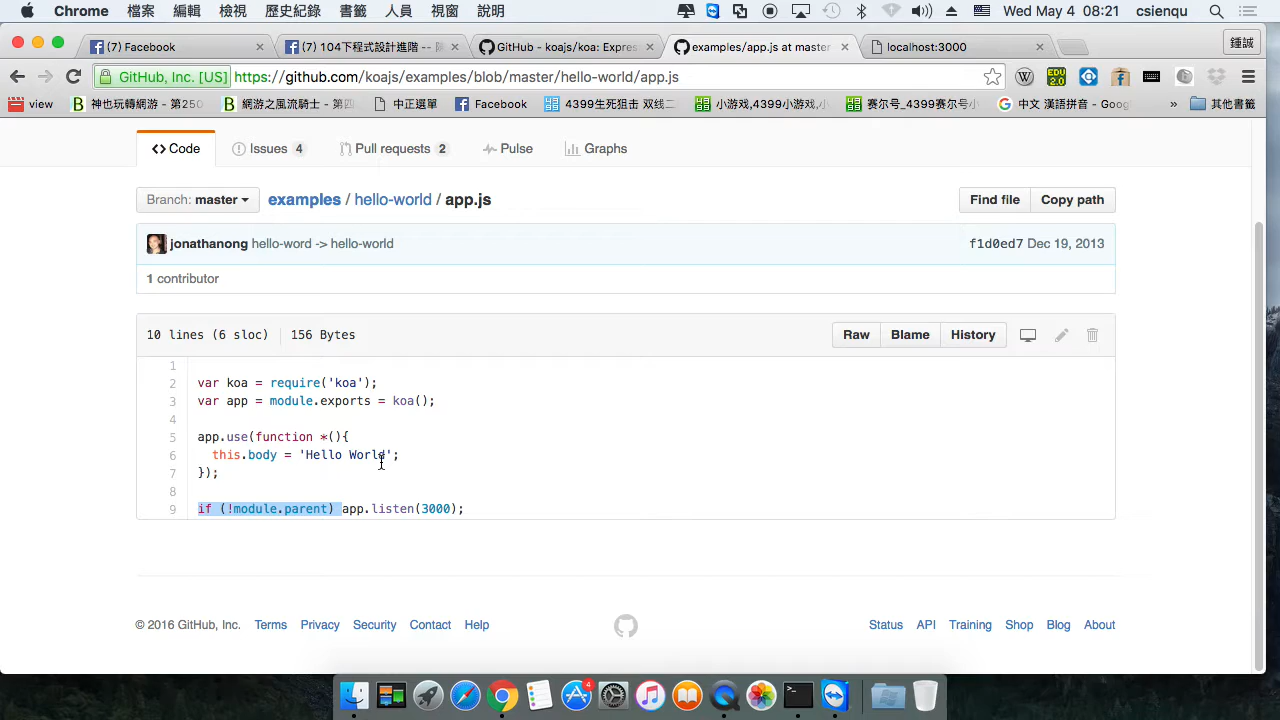 Chrome 檔案 編輯 檢視 歷史紀錄 書籤 人員 視窗 說明 Wed May 4 08:21 csienqu
(7) Facebook × (7) 104下程式設計進階 -- × GitHub - koajs/koa: Expres × examples/app.js at master × localhost:3000 × 鍾誠
GitHub, Inc. [US] https://github.com/koajs/examples/blob/master/hello-world/app.js
view 神也玩轉網游 - 第250 網游之風流騎士 - 第四 中正選單 Facebook 4399生死狙击 双线二 小游戏,4399小游戏,小 赛尔号_4399赛尔号小 中文 漢語拼音 - Goog » 其他書籤
<> Code Issues 4 Pull requests 2 Pulse Graphs
Branch: master examples / hello-world / app.js Find file Copy path
jonathanong hello-word -> hello-world f1d0ed7 Dec 19, 2013
1 contributor
10 lines (6 sloc) 156 Bytes Raw Blame History
1
2 var koa = require('koa');
3 var app = module.exports = koa();
4
5 app.use(function *(){
6 this.body = 'Hello World';
7 });
8
9 if (!module.parent) app.listen(3000);
© 2016 GitHub, Inc. Terms Privacy Security Contact Help Status API Training Shop Blog About
4